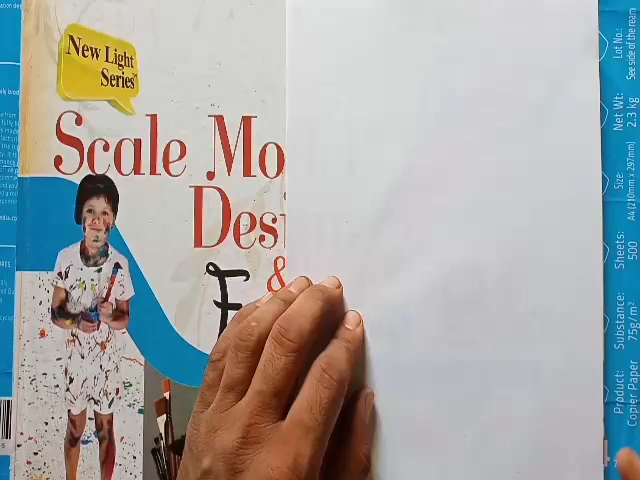 New Light
Series
Scale Mo
Desi
&
F
Lot No.:
See side of the ream
Net Wt:
2.3 kg
Size:
A4 (210mm x 297mm)
Sheets:
500
Substance:
75g/m²
Product:
Copier Paper